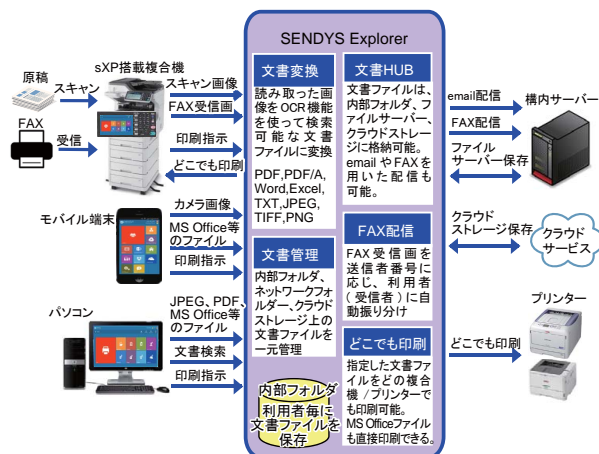 SENDYS Explorer
原稿
スキャン
FAX
受信
sXP搭載複合機
スキャン画像
FAX受信画
印刷指示
どこでも印刷
モバイル端末
カメラ画像
MS Office等
のファイル
印刷指示
パソコン
JPEG、PDF、
MS Office等
のファイル
文書検索
印刷指示
文書変換
読み取った画
像をOCR機能
を使って検索
可能な文書
ファイルに変換
PDF,PDF/A,
Word,Excel,
TXT,JPEG,
TIFF,PNG
文書管理
内部フォルダ、
ネットワークフォ
ルダー、クラウド
ストレージ上の
文書ファイルを
一元管理
内部フォルダ
利用者毎に
文書ファイルを
保存
文書HUB
文書ファイルは、
内部フォルダ、フ
ァイルサーバー、
クラウドストレー
ジに格納可能。
email やFAXを
用いた配信も
可能。
FAX配信
FAX受信画を
送信者番号に
応じ、利用者
(受信者)に自
動振り分け
どこでも印刷
指定した文書フ
ァイルをどの複合
機 /プリンターで
も印刷可能。
MS Officeファイル
も直接印刷できる。
email配信
FAX配信
ファイル
サーバー保存
構内サーバー
クラウド
ストレージ保存
クラウド
サービス
プリンター
どこでも印刷